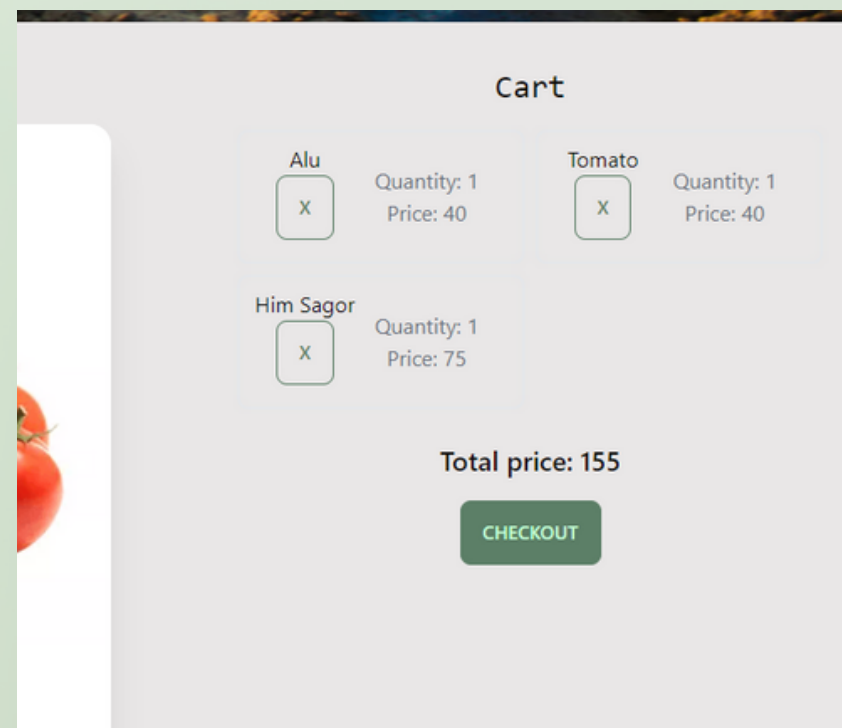 Cart
Alu
X
Quantity: 1
Price: 40
Tomato
X
Quantity: 1
Price: 40
Him Sagor
X
Quantity: 1
Price: 75
Total price: 155
CHECKOUT